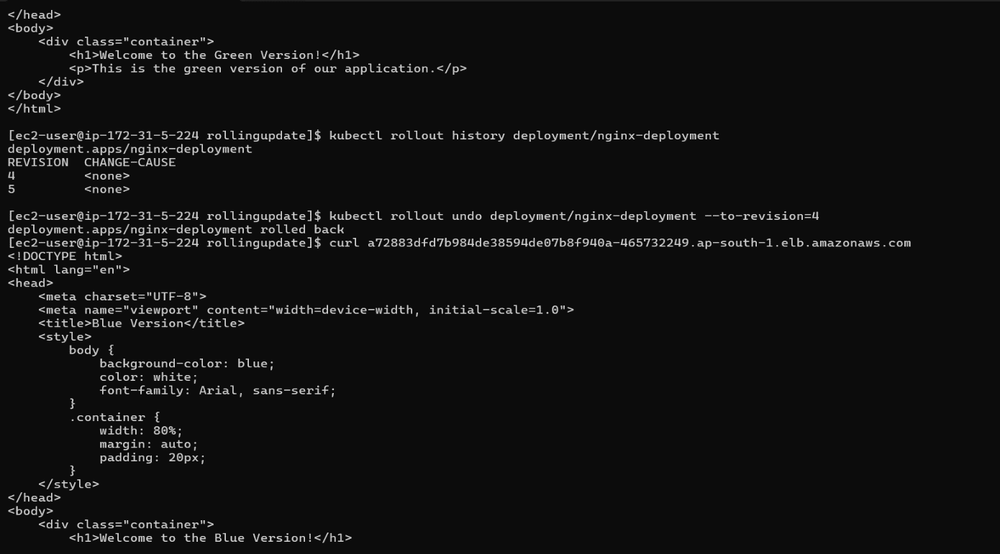 </head>
<body>
    <div class="container">
        <h1>Welcome to the Green Version!</h1>
        <p>This is the green version of our application.</p>
    </div>
</body>
</html>
[ec2-user@ip-172-31-5-224 rollingupdate]$ kubectl rollout history deployment/nginx-deployment
deployment.apps/nginx-deployment
REVISION  CHANGE-CAUSE
4         <none>
5         <none>
[ec2-user@ip-172-31-5-224 rollingupdate]$ kubectl rollout undo deployment/nginx-deployment --to-revision=4
deployment.apps/nginx-deployment rolled back
[ec2-user@ip-172-31-5-224 rollingupdate]$ curl a72883dfd7b984de38594de07b8f940a-465732249.ap-south-1.elb.amazonaws.com
<!DOCTYPE html>
<html lang="en">
<head>
    <meta charset="UTF-8">
    <meta name="viewport" content="width=device-width, initial-scale=1.0">
    <title>Blue Version</title>
    <style>
        body {
            background-color: blue;
            color: white;
            font-family: Arial, sans-serif;
        }
        .container {
            width: 80%;
            margin: auto;
            padding: 20px;
        }
    </style>
</head>
<body>
    <div class="container">
        <h1>Welcome to the Blue Version!</h1>